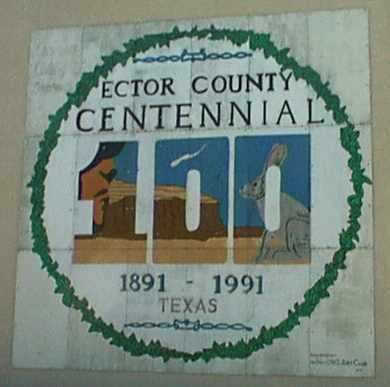 ECTOR COUNTY
CENTENNIAL
100
1891 - 1991
TEXAS